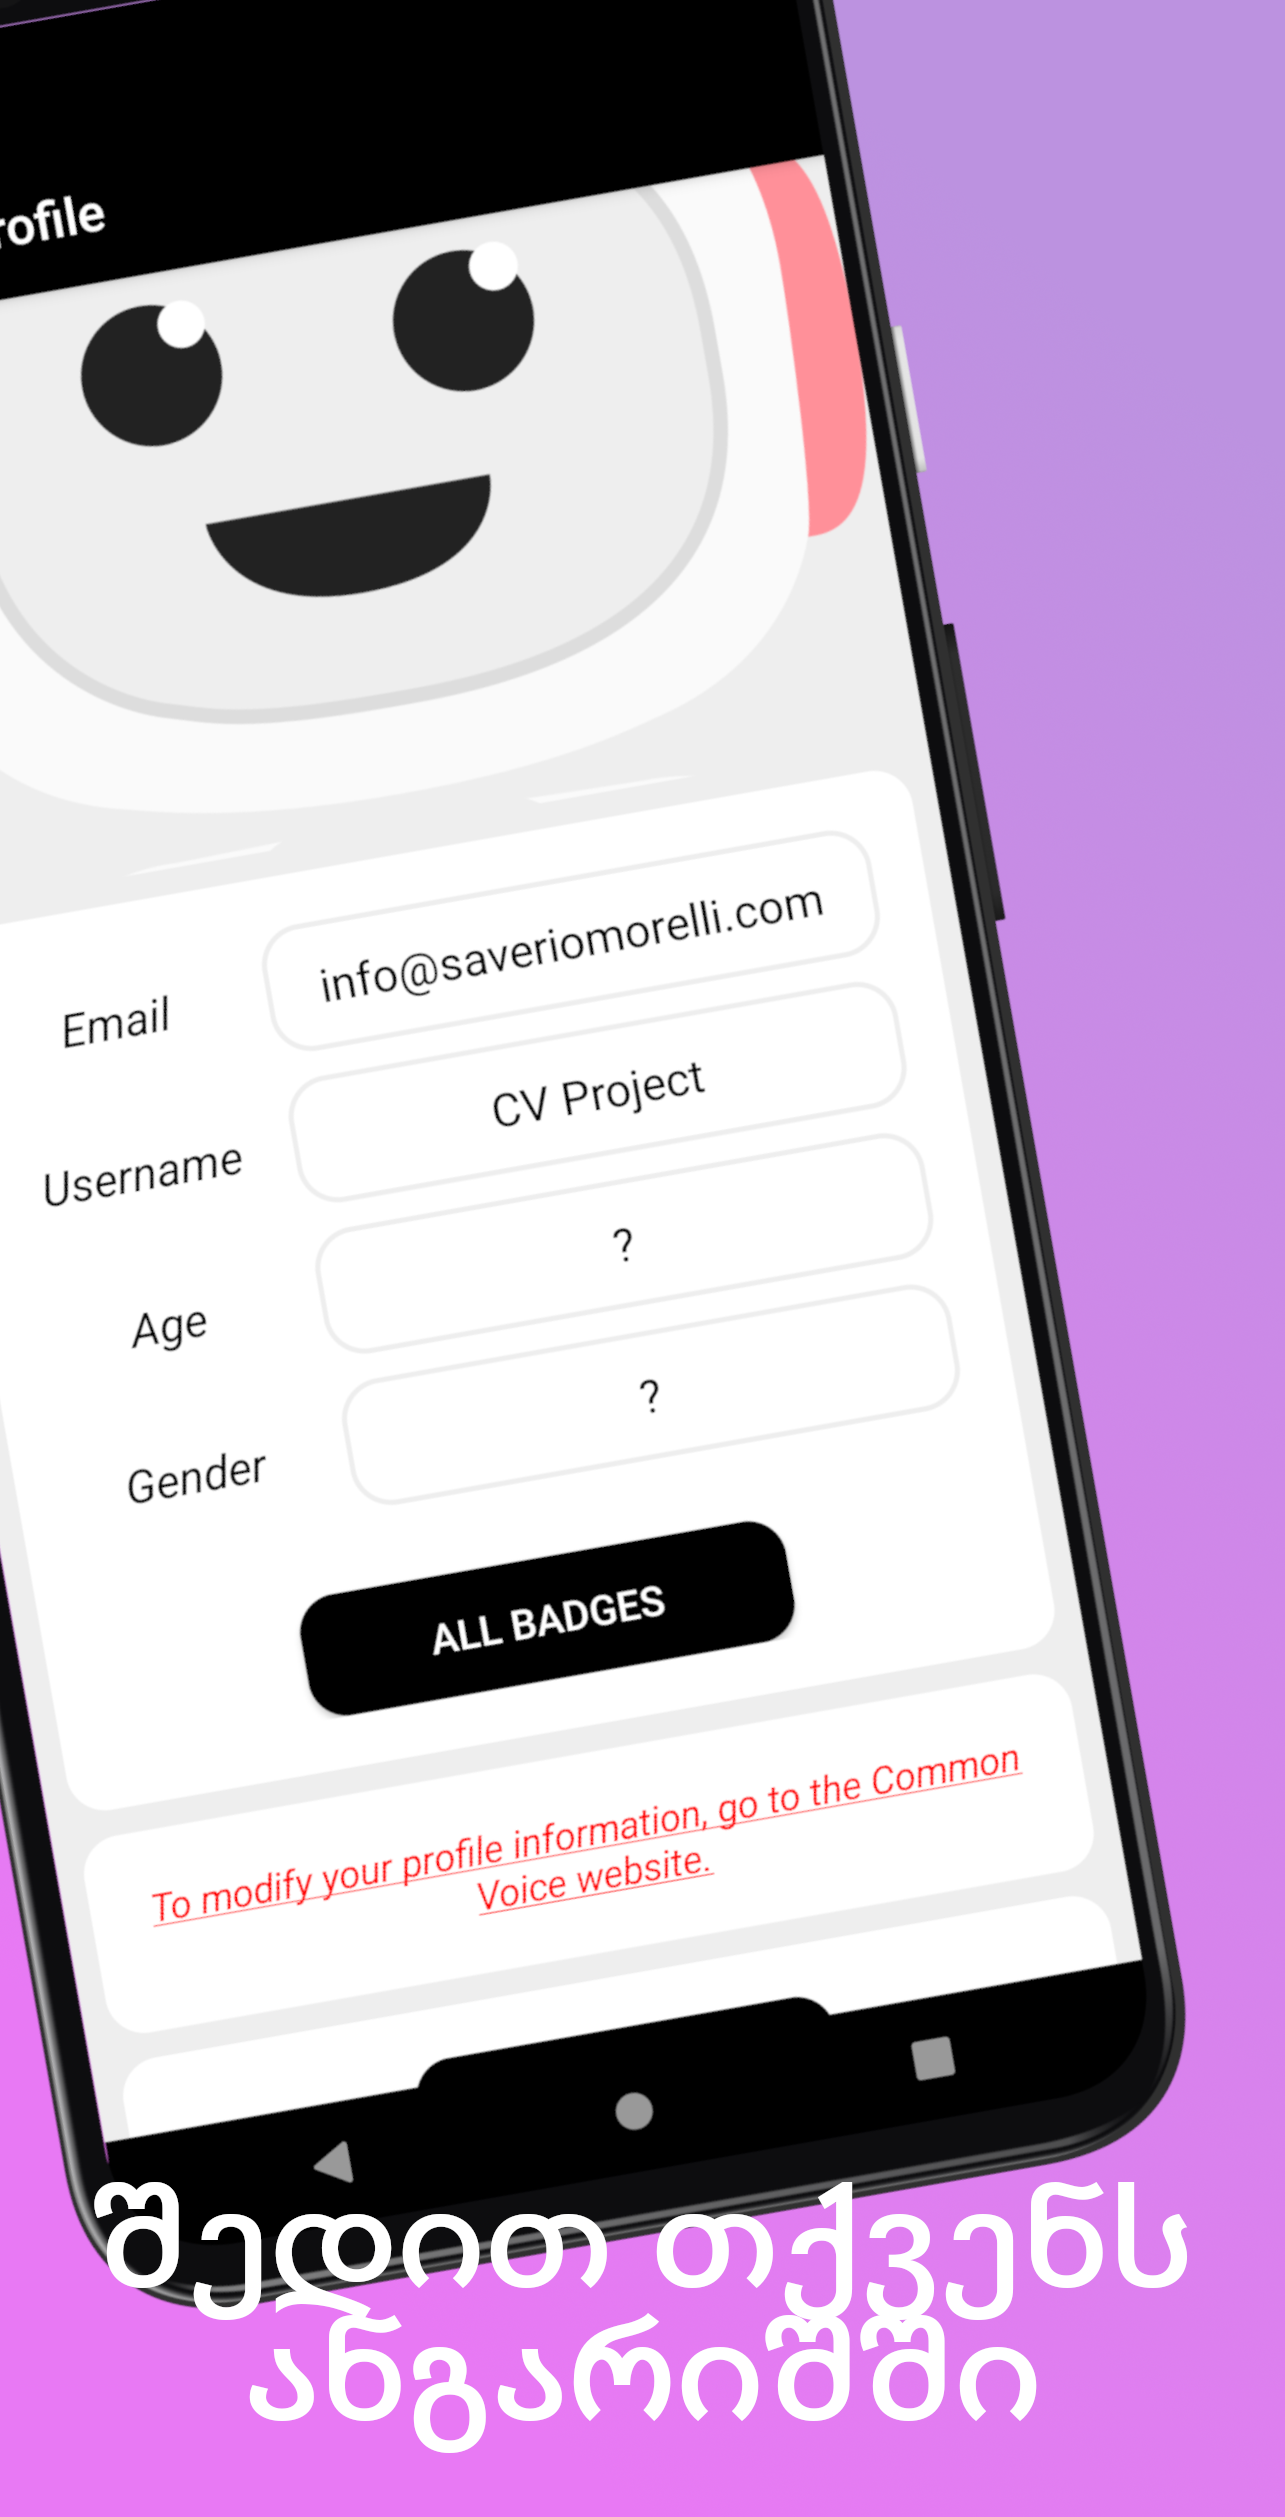 Email
info@saveriomorelli.com
Username
CV Project
Age
?
Gender
?
ALL BADGES
To modify your profile information, go to the Common
Voice website.
შედით თქვენს
ანგარიშში